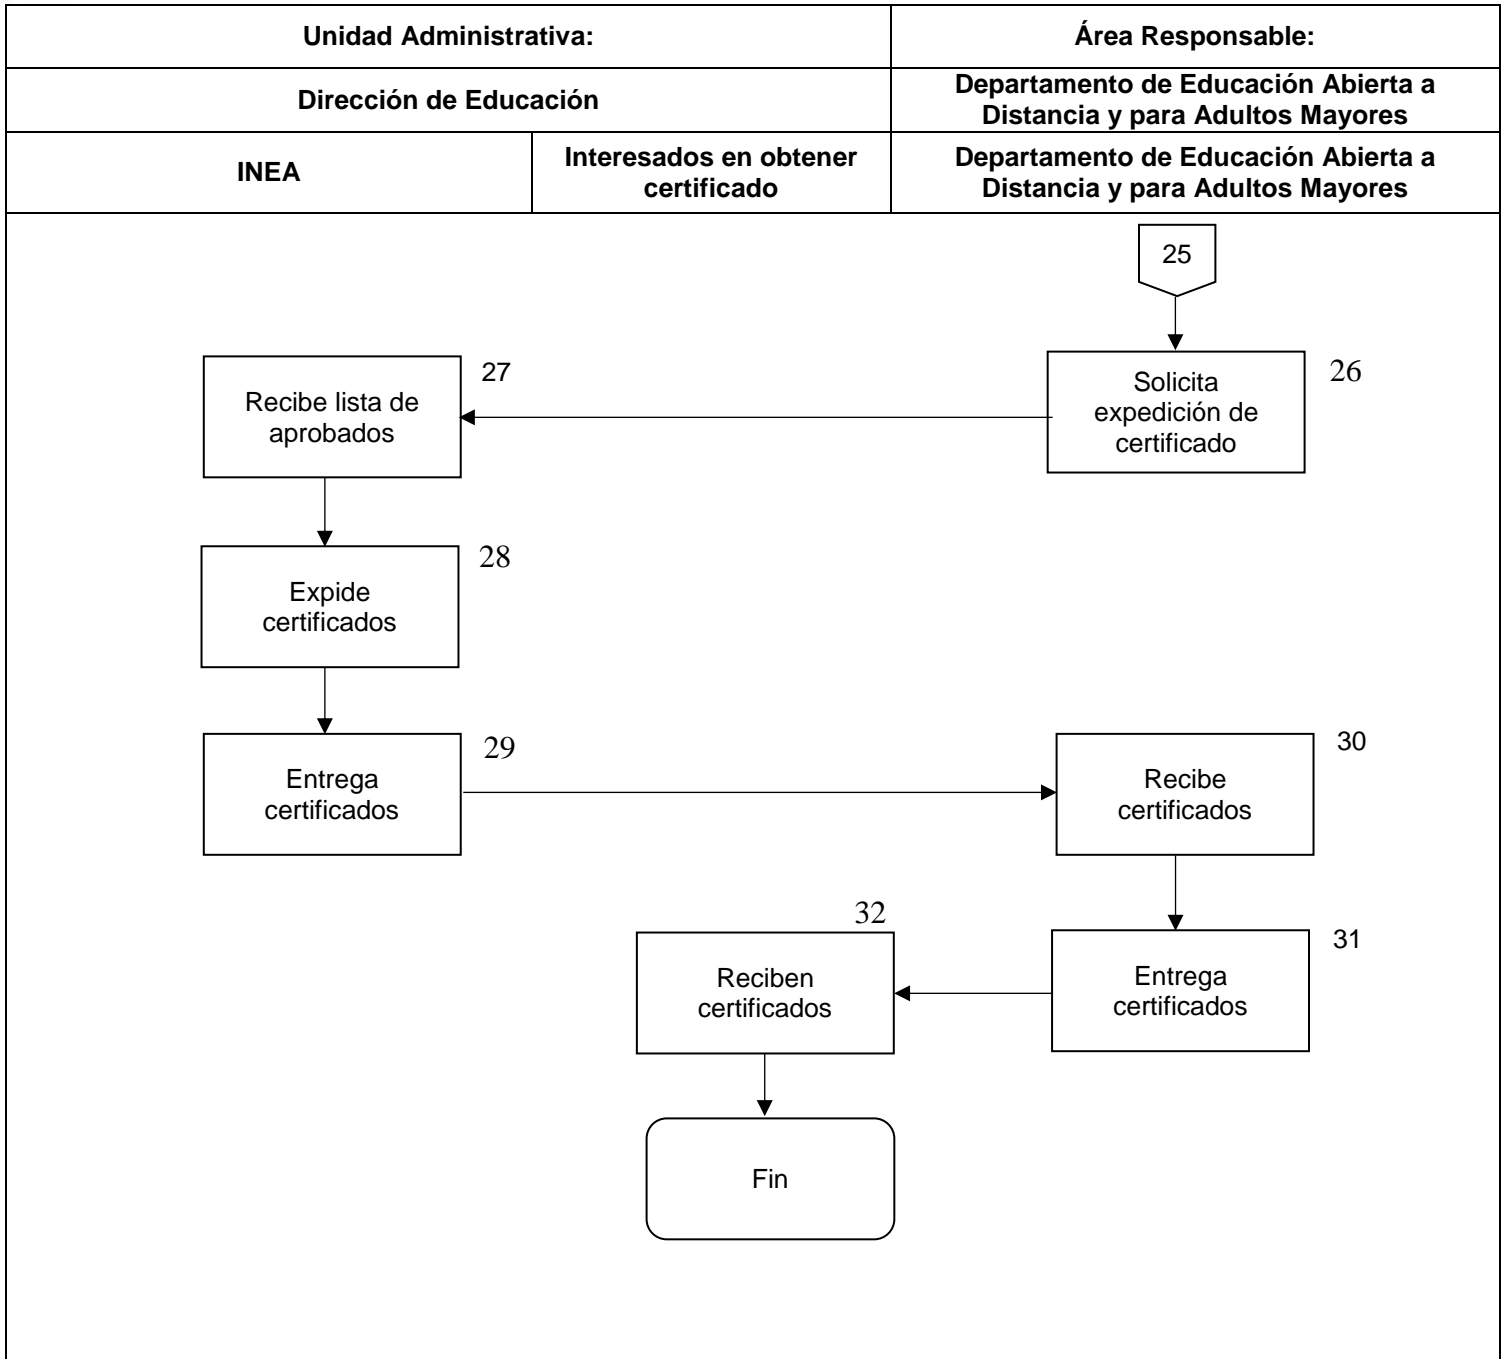 Unidad Administrativa:
Área Responsable:
Dirección de Educación
Departamento de Educación Abierta a
Distancia y para Adultos Mayores
INEA
Interesados en obtener
certificado
Departamento de Educación Abierta a
Distancia y para Adultos Mayores
25
26
Solicita
expedición de
certificado
27
Recibe lista de
aprobados
28
Expide
certificados
29
Entrega
certificados
30
Recibe
certificados
31
Entrega
certificados
32
Reciben
certificados
Fin